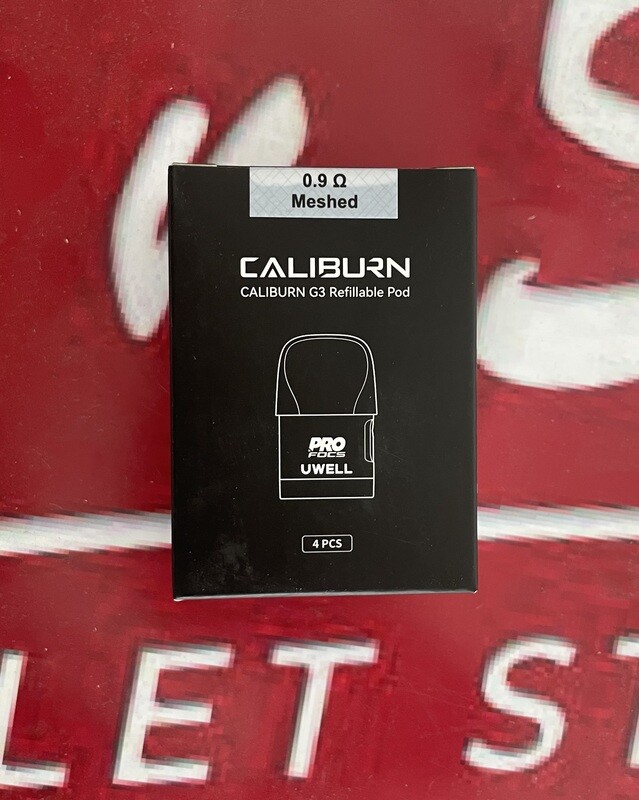 0.9 Ω
Meshed
CALIBURN
CALIBURN G3 Refillable Pod
PRO
FOCS
UWELL
4 PCS
LET ST